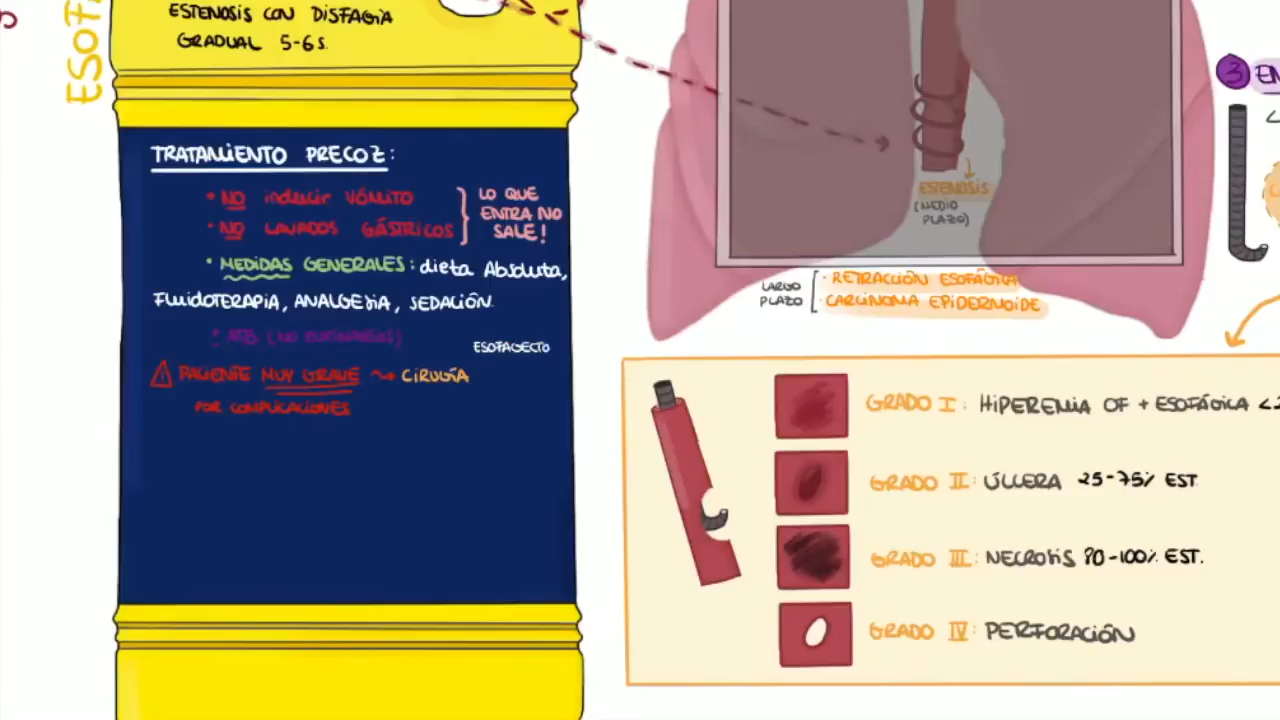 ESTENOSIS CON DISFAGIA
GRADUAL 5-6S.
TRATAMIENTO PRECOZ:
· NO inducir VÓMITO
· NO LAVADOS GÁSTRICOS
LO QUE
ENTRA NO
SALE!
· MEDIDAS GENERALES: dieta Absoluta,
FLUIDOTERAPIA, ANALGESIA, SEDACIÓN.
ESOFAGECTO
PACIENTE MUY GRAVE → CIRUGÍA
POR COMPLICACIONES
ESTENOSIS
(MEDIO
PLAZO)
LARGO
PLAZO
· RETRACCIÓN ESOFÁGICA
· CARCINOMA EPIDERMOIDE
3
GRADO I: HIPEREMIA OF + ESOFÁGICA <2
GRADO II: ÚLCERA 25-75% EST
GRADO III: NECROSIS 80-100% EST.
GRADO IV: PERFORACIÓN